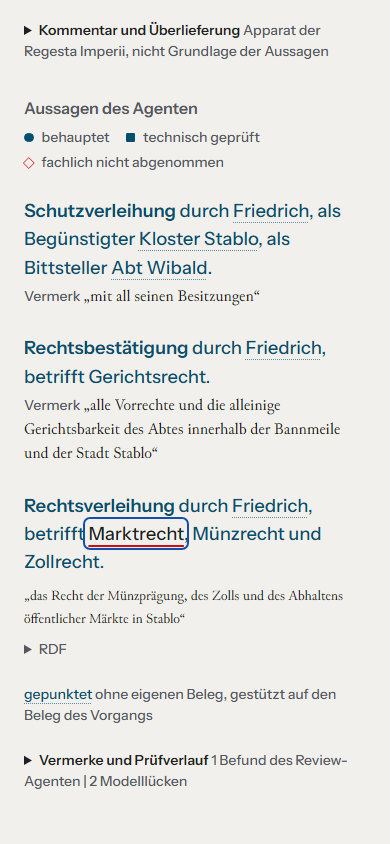 Kommentar und Überlieferung Apparat der
Regesta Imperii, nicht Grundlage der Aussagen
Aussagen des Agenten
behauptet technisch geprüft
fachlich nicht abgenommen
Schutzverleihung durch Friedrich, als
Begünstigter Kloster Stablo, als
Bittsteller Abt Wibald.
Vermerk „mit all seinen Besitzungen“
Rechtsbestätigung durch Friedrich,
betrifft Gerichtsrecht.
Vermerk „alle Vorrechte und die alleinige
Gerichtsbarkeit des Abtes innerhalb der Bannmeile
und der Stadt Stablo“
Rechtsverleihung durch Friedrich,
betrifft Marktrecht, Münzrecht und
Zollrecht.
„das Recht der Münzprägung, des Zolls und des Abhaltens
öffentlicher Märkte in Stablo“
RDF
gepunktet ohne eigenen Beleg, gestützt auf den
Beleg des Vorgangs
Vermerke und Prüfverlauf 1 Befund des Review-
Agenten | 2 Modelllücken